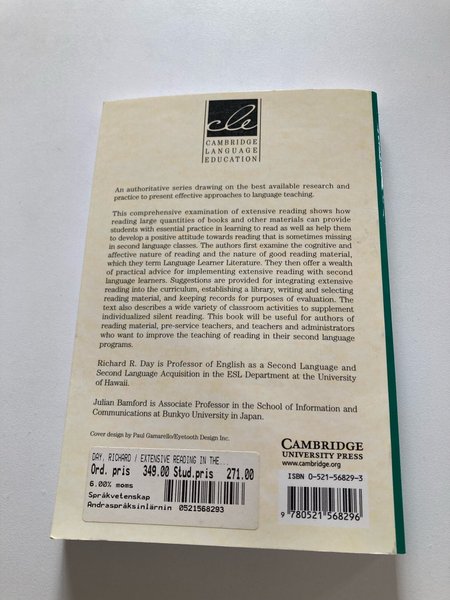 cle
CAMBRIDGE
LANGUAGE
EDUCATION
An authoritative series drawing on the best available research and
practice to present effective approaches to language teaching.
This comprehensive examination of extensive reading shows how
reading large quantities of books and other materials can provide
students with essential practice in learning to read as well as help them
to develop a positive attitude towards reading that is sometimes missing
in second language classes. The authors first examine the cognitive and
affective nature of reading and the nature of good reading material,
which they term Language Learner Literature. They then offer a wealth
of practical advice for implementing extensive reading with second
language learners. Suggestions are provided for integrating extensive
reading into the curriculum, establishing a library, writing and selecting
reading material, and keeping records for purposes of evaluation. The
text also describes a wide variety of classroom activities to supplement
individualized silent reading. This book will be useful for authors of
reading material, pre-service teachers, and teachers and administrators
who want to improve the teaching of reading in their second language
programs.
Richard R. Day is Professor of English as a Second Language and
Second Language Acquisition in the ESL Department at the University
of Hawaii.
Julian Bamford is Associate Professor in the School of Information and
Communications at Bunkyo University in Japan.
Cover design by Paul Gamarello/Eyetooth Design Inc.
CAMBRIDGE
UNIVERSITY PRESS
www.cambridge.org
DAY, RICHARD / EXTENSIVE READING IN THE...
Ord. pris 349.00 Stud.pris 271.00
6.00% moms
Språkvetenskap
Andraspråksinlärnin 0521568293
ISBN 0-521-56829-3
9 780521 568296